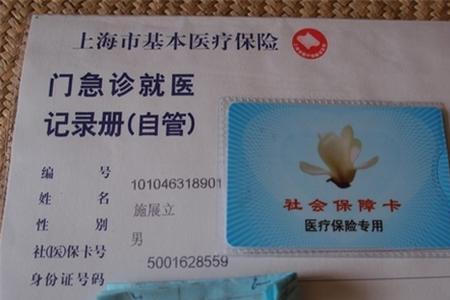 上海市基本医疗保险
门急诊就医
记录册(自管)
编号 101046318901
姓名 施展立
性别 男
社(医)保卡号 5001628559
身份证号码
社会保障卡
医疗保险专用